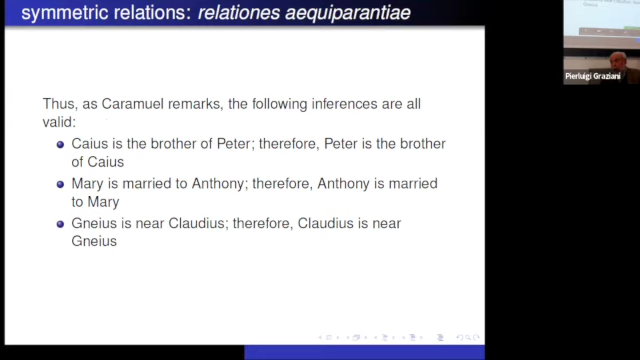 symmetric relations: relationes aequiparantiae
Thus, as Caramuel remarks, the following inferences are all
valid:
Caius is the brother of Peter; therefore, Peter is the brother
of Caius
Mary is married to Anthony; therefore, Anthony is married
to Mary
Gneius is near Claudius; therefore, Claudius is near
Gneius
Pierluigi Graziani